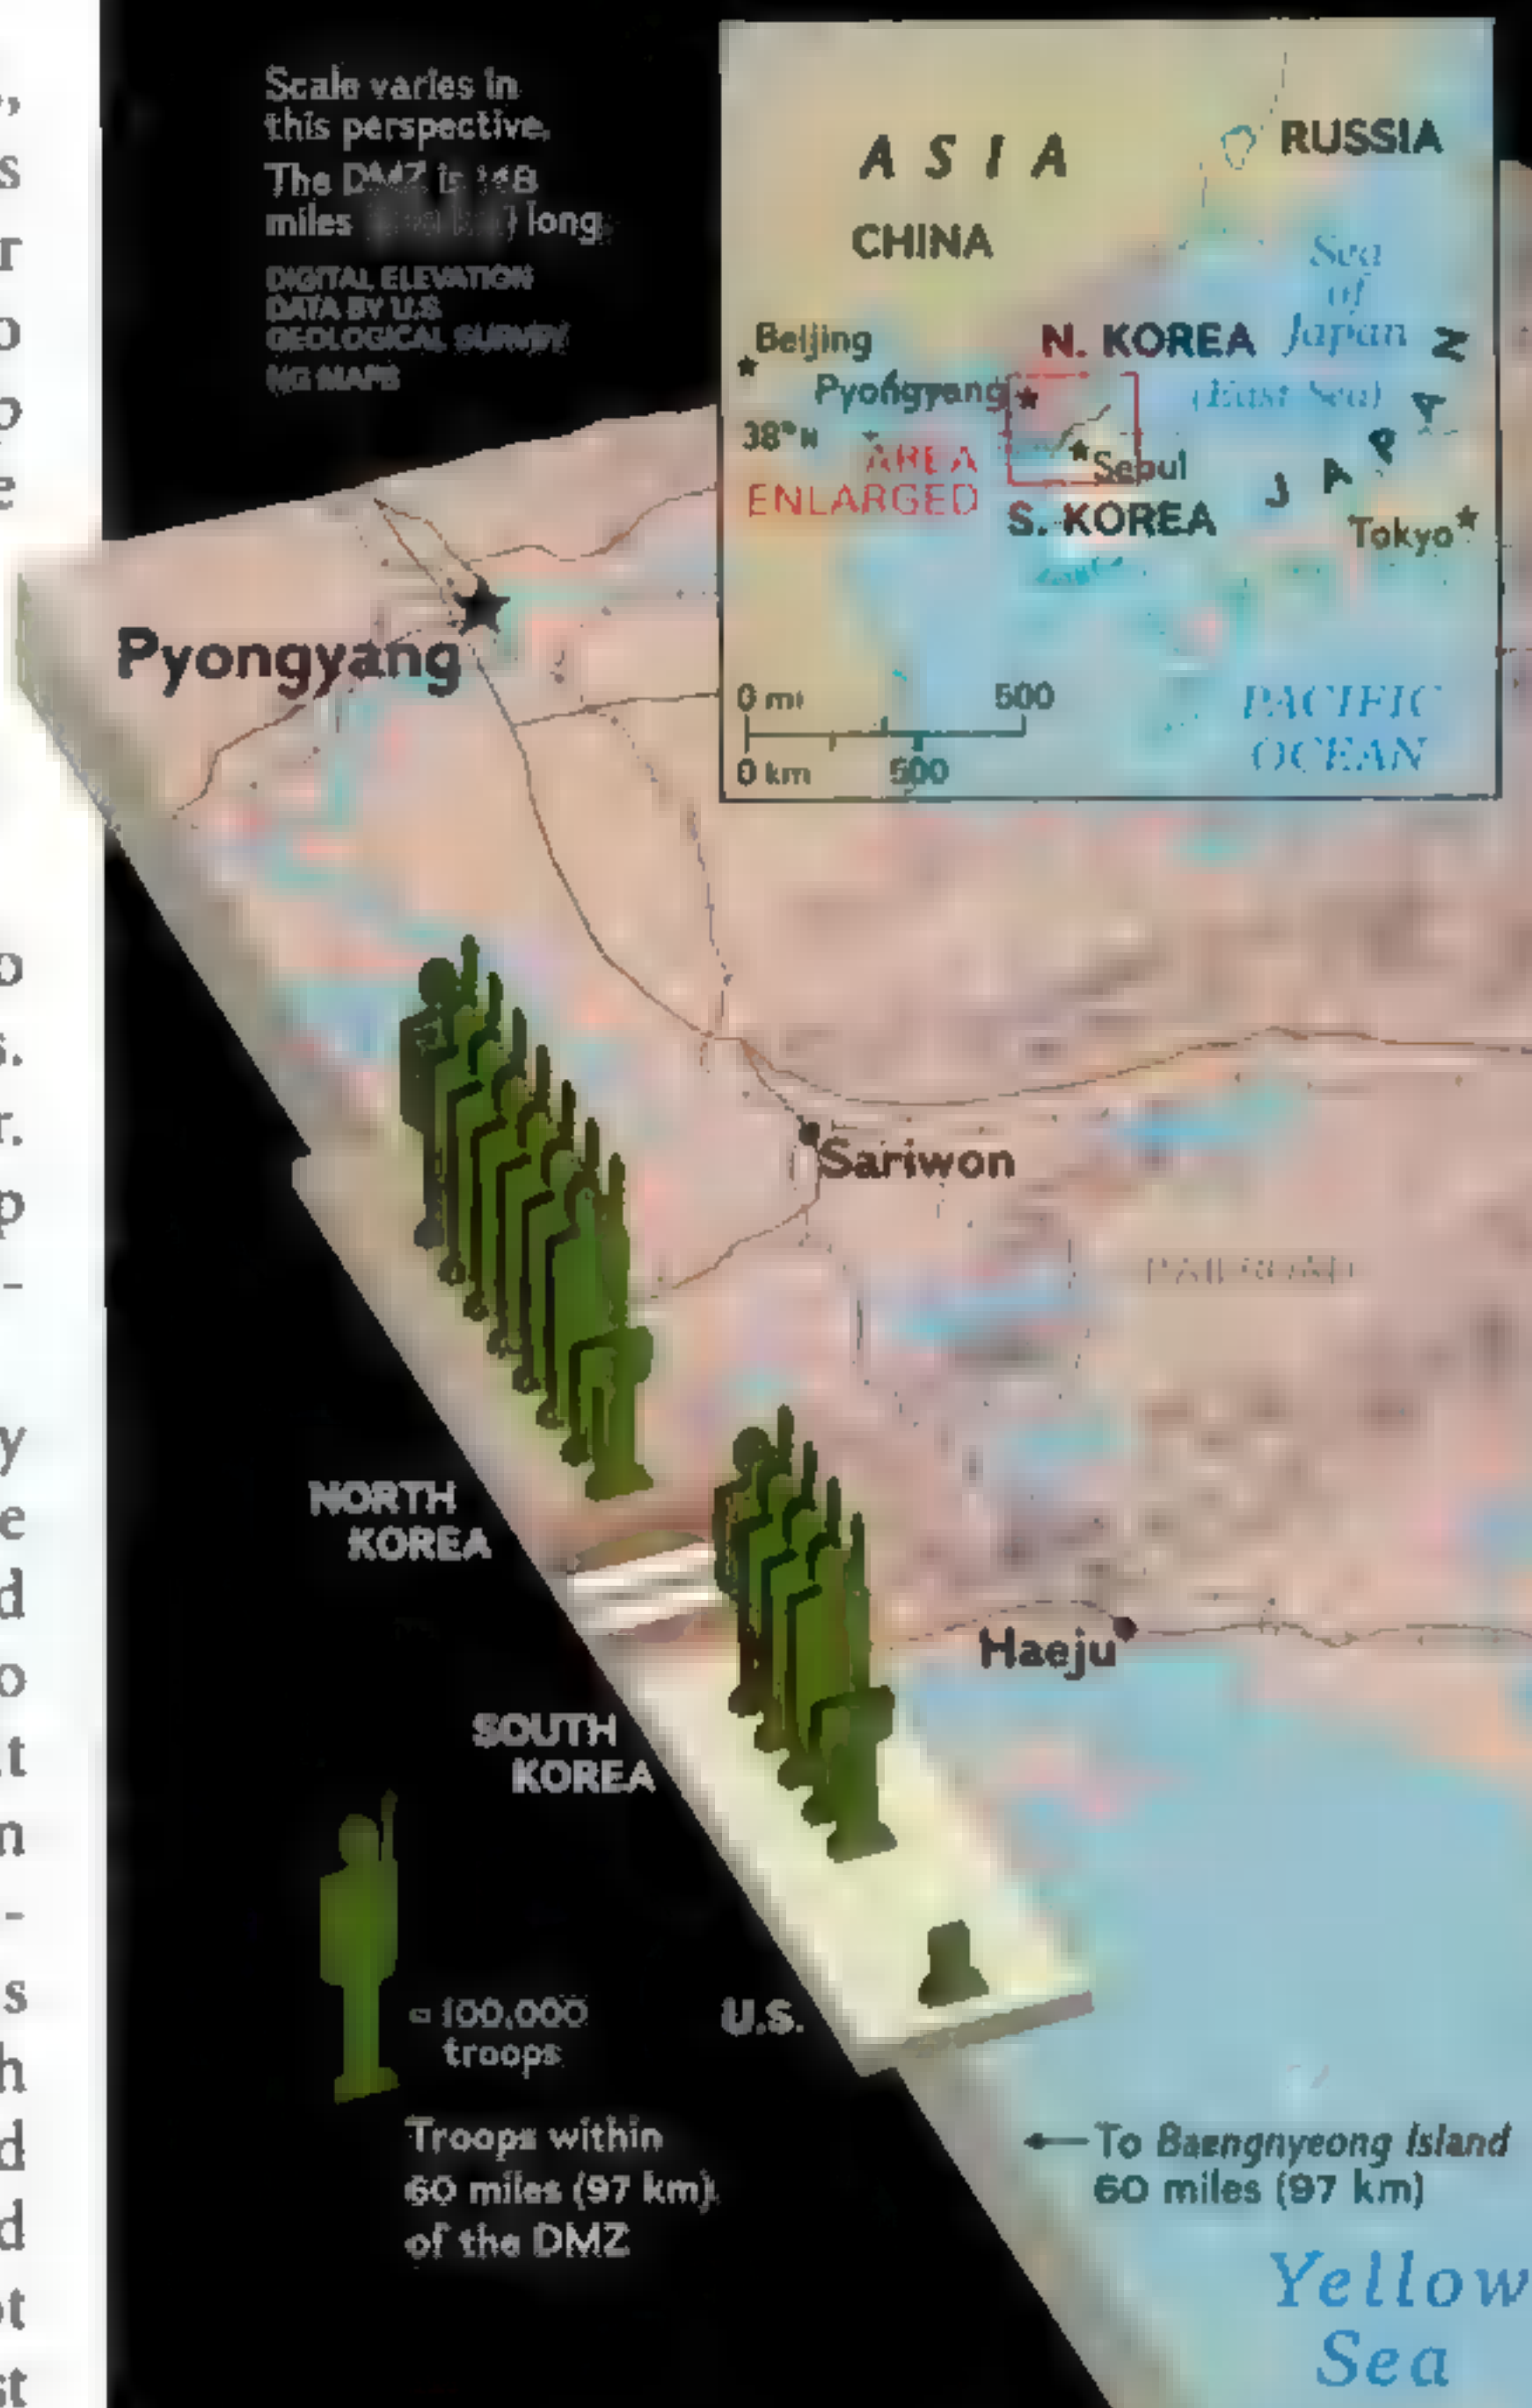 Scale varies in
this perspective.
The DMZ is
miles long
DIGITAL ELEVATION
DATA BY U.S
GEOLOGICAL SURVEY
NG MAPS
ASIA
RUSSIA
CHINA
Sea
of
Japan
(East Sea)
Beijing
N. KOREA
Pyongyang
38°N
AREA
ENLARGED
Seoul
S. KOREA
JAPAN
Tokyo
0 mi 500
0 km 500
PACIFIC
OCEAN
Pyongyang
Sariwon
NORTH
KOREA
Haeju
SOUTH
KOREA
= 100,000
troops
U.S.
Troops within
60 miles (97 km)
of the DMZ
To Baengnyeong Island
60 miles (97 km)
Yellow
Sea